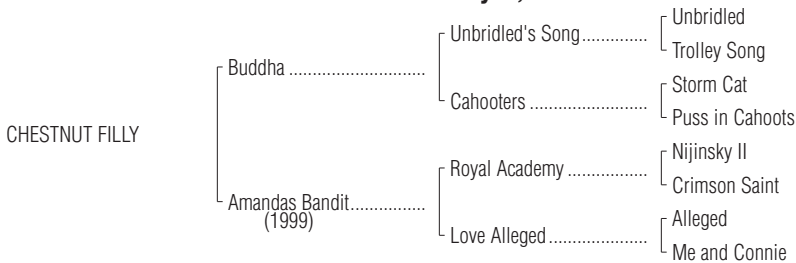 CHESTNUT FILLY
Buddha .............................
Amandas Bandit................
(1999)
Unbridled's Song..............
Cahooters .........................
Royal Academy .................
Love Alleged.....................
Unbridled
Trolley Song
Storm Cat
Puss in Cahoots
Nijinsky II
Crimson Saint
Alleged
Me and Connie